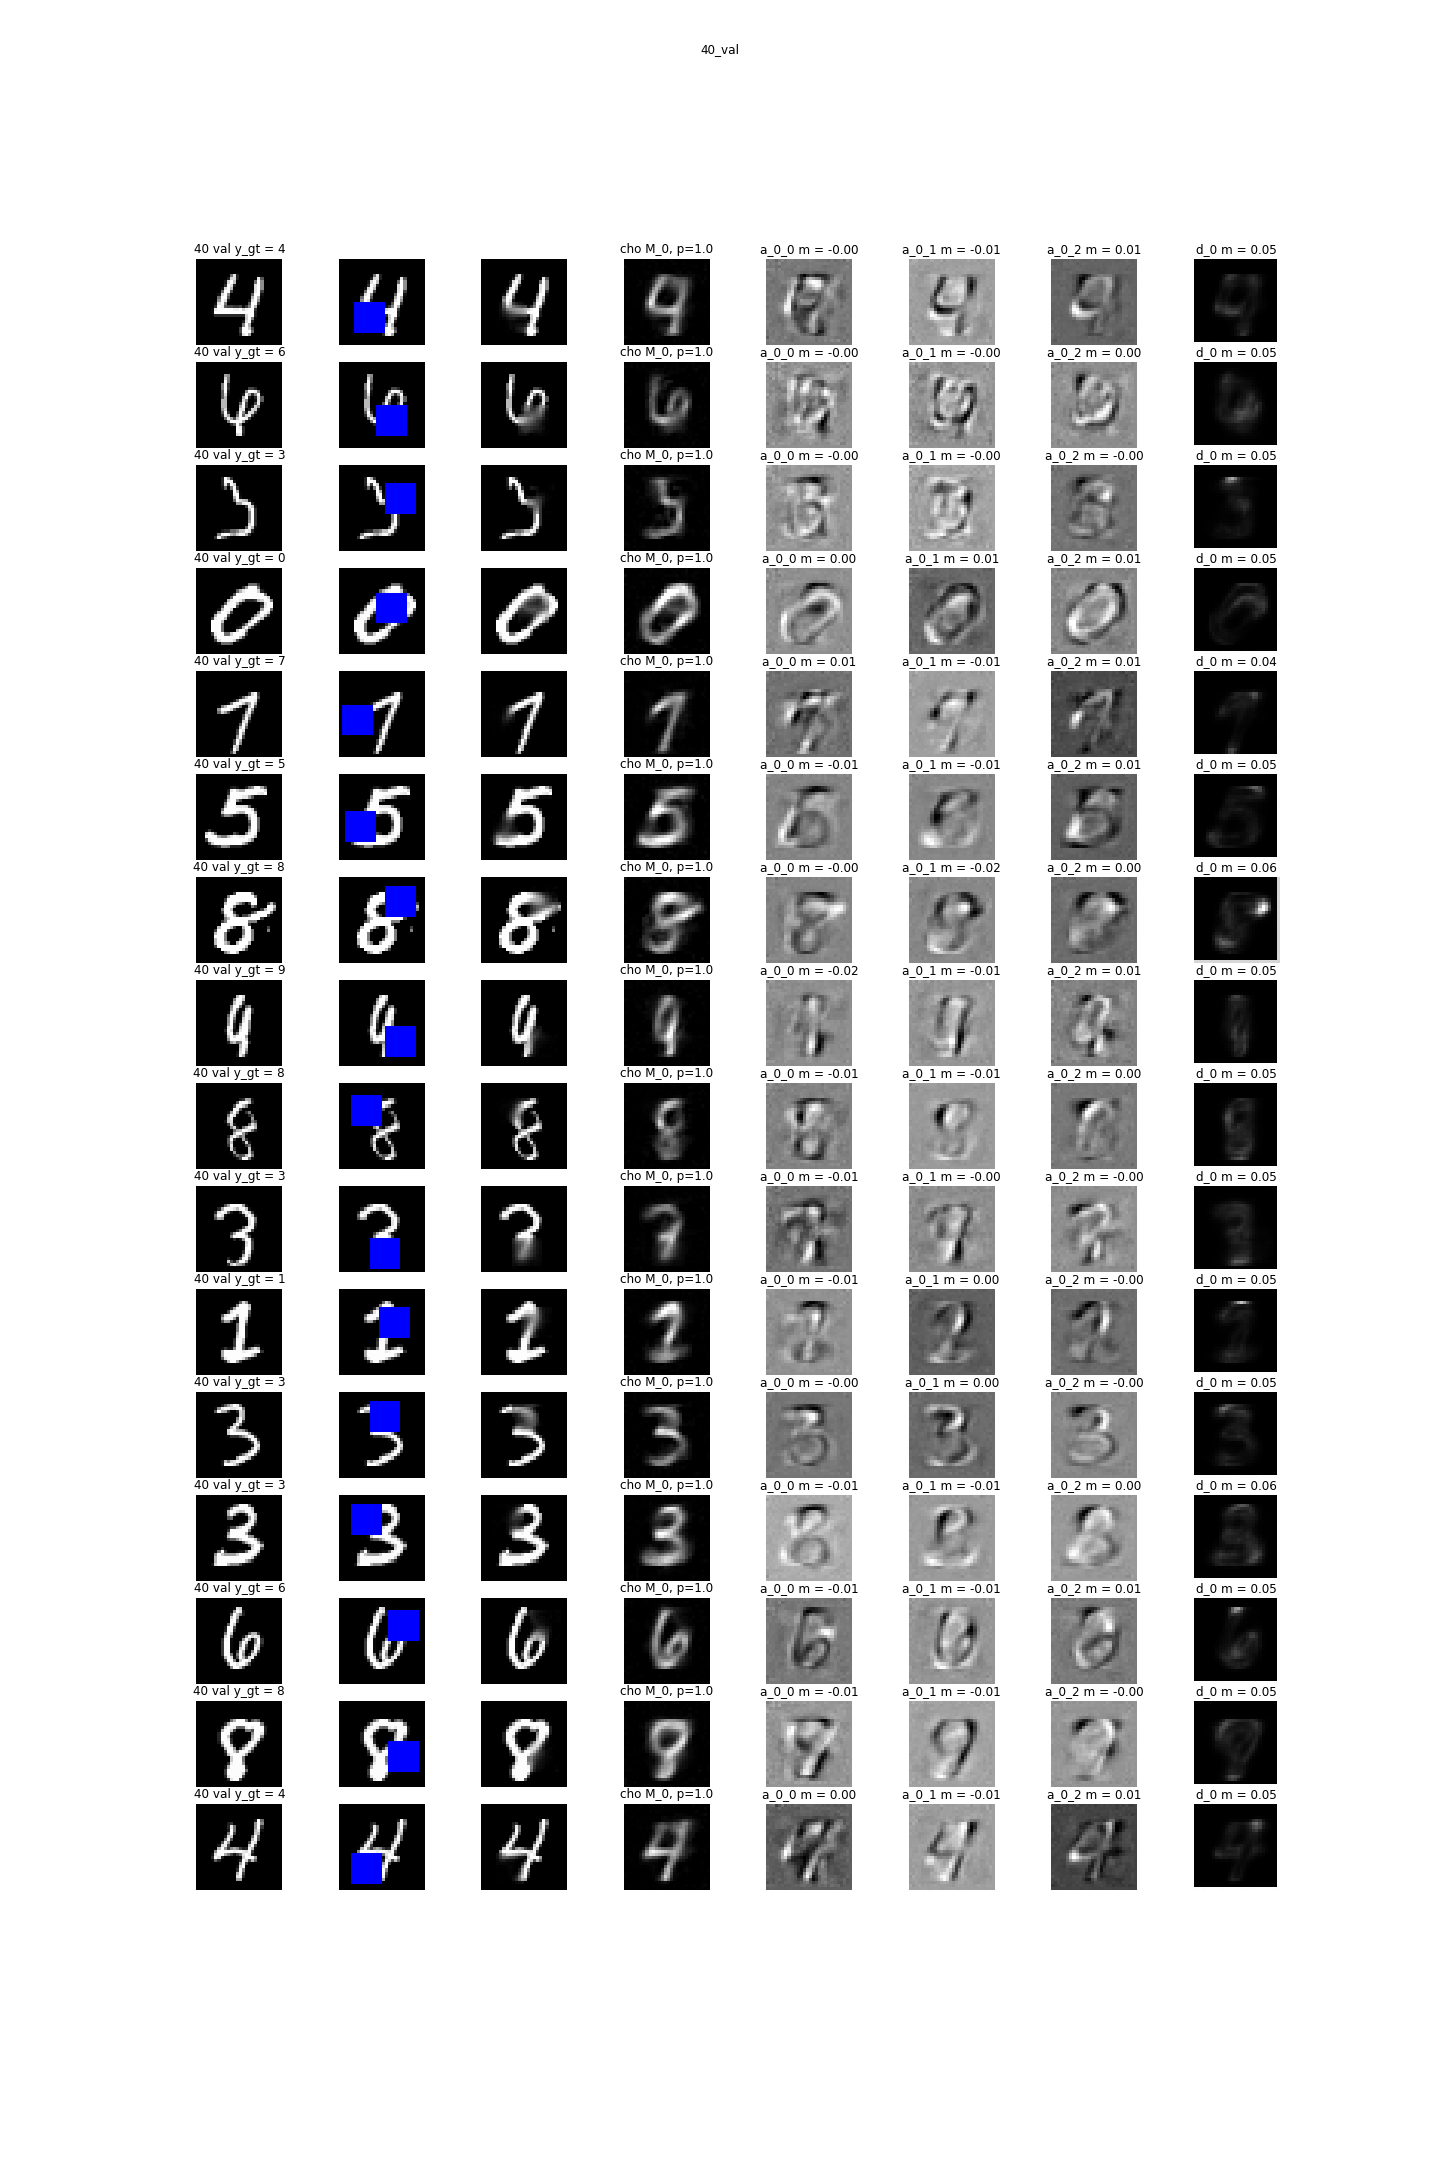 40_val
40 val y_gt = 4 cho M_0, p=1.0 a_0_0 m = -0.00 a_0_1 m = -0.01 a_0_2 m = 0.01 d_0 m = 0.05
40 val y_gt = 6 cho M_0, p=1.0 a_0_0 m = -0.00 a_0_1 m = -0.00 a_0_2 m = 0.00 d_0 m = 0.05
40 val y_gt = 3 cho M_0, p=1.0 a_0_0 m = -0.00 a_0_1 m = -0.00 a_0_2 m = -0.00 d_0 m = 0.05
40 val y_gt = 0 cho M_0, p=1.0 a_0_0 m = 0.00 a_0_1 m = 0.01 a_0_2 m = 0.01 d_0 m = 0.05
40 val y_gt = 7 cho M_0, p=1.0 a_0_0 m = 0.01 a_0_1 m = -0.01 a_0_2 m = 0.01 d_0 m = 0.04
40 val y_gt = 5 cho M_0, p=1.0 a_0_0 m = -0.01 a_0_1 m = -0.01 a_0_2 m = 0.01 d_0 m = 0.05
40 val y_gt = 8 cho M_0, p=1.0 a_0_0 m = -0.00 a_0_1 m = -0.02 a_0_2 m = 0.00 d_0 m = 0.06
40 val y_gt = 9 cho M_0, p=1.0 a_0_0 m = -0.02 a_0_1 m = -0.01 a_0_2 m = 0.01 d_0 m = 0.05
40 val y_gt = 8 cho M_0, p=1.0 a_0_0 m = -0.01 a_0_1 m = -0.01 a_0_2 m = 0.00 d_0 m = 0.05
40 val y_gt = 3 cho M_0, p=1.0 a_0_0 m = -0.01 a_0_1 m = -0.00 a_0_2 m = -0.00 d_0 m = 0.05
40 val y_gt = 1 cho M_0, p=1.0 a_0_0 m = -0.01 a_0_1 m = 0.00 a_0_2 m = -0.00 d_0 m = 0.05
40 val y_gt = 3 cho M_0, p=1.0 a_0_0 m = -0.00 a_0_1 m = 0.00 a_0_2 m = -0.00 d_0 m = 0.05
40 val y_gt = 3 cho M_0, p=1.0 a_0_0 m = -0.01 a_0_1 m = -0.01 a_0_2 m = 0.00 d_0 m = 0.06
40 val y_gt = 6 cho M_0, p=1.0 a_0_0 m = -0.01 a_0_1 m = -0.01 a_0_2 m = 0.01 d_0 m = 0.05
40 val y_gt = 8 cho M_0, p=1.0 a_0_0 m = -0.01 a_0_1 m = -0.01 a_0_2 m = -0.00 d_0 m = 0.05
40 val y_gt = 4 cho M_0, p=1.0 a_0_0 m = 0.00 a_0_1 m = -0.01 a_0_2 m = 0.01 d_0 m = 0.05